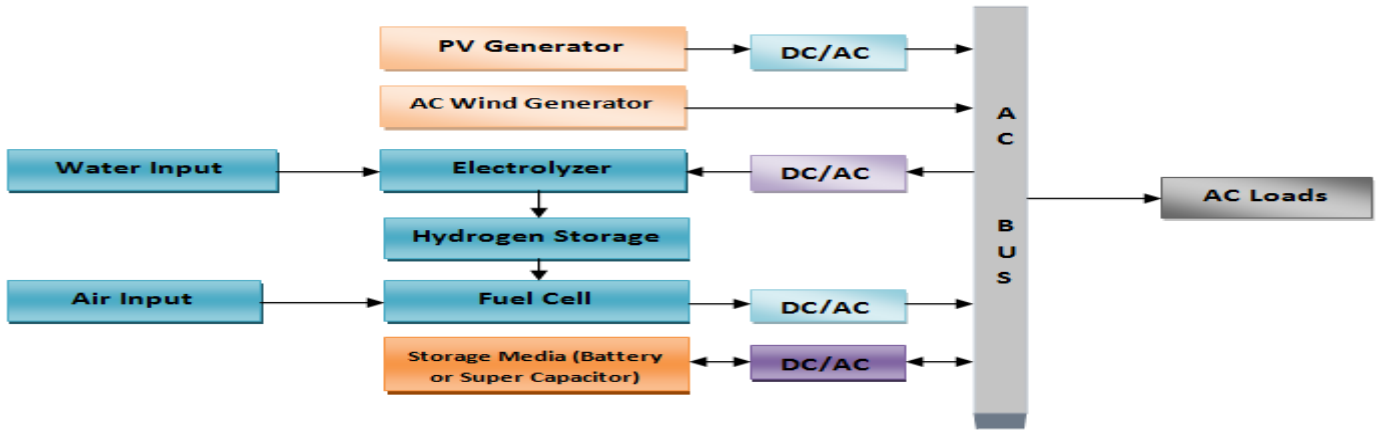 PV Generator
DC/AC
AC Wind Generator
Water Input
Electrolyzer
DC/AC
Hydrogen Storage
Air Input
Fuel Cell
DC/AC
Storage Media (Battery
or Super Capacitor)
DC/AC
A
C
B
U
S
AC Loads